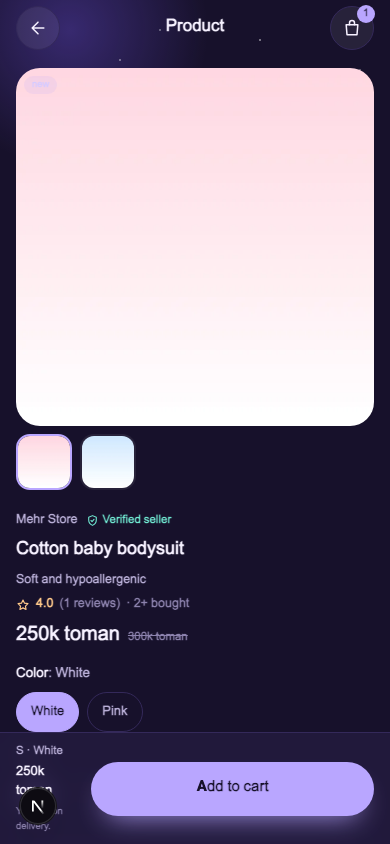 Product
1
Mehr Store
Verified seller
Cotton baby bodysuit
Soft and hypoallergenic
4.0 (1 reviews) · 2+ bought
250k toman 300k toman
Color: White
White
Pink
S · White
250k
Add to cart
N
delivery.